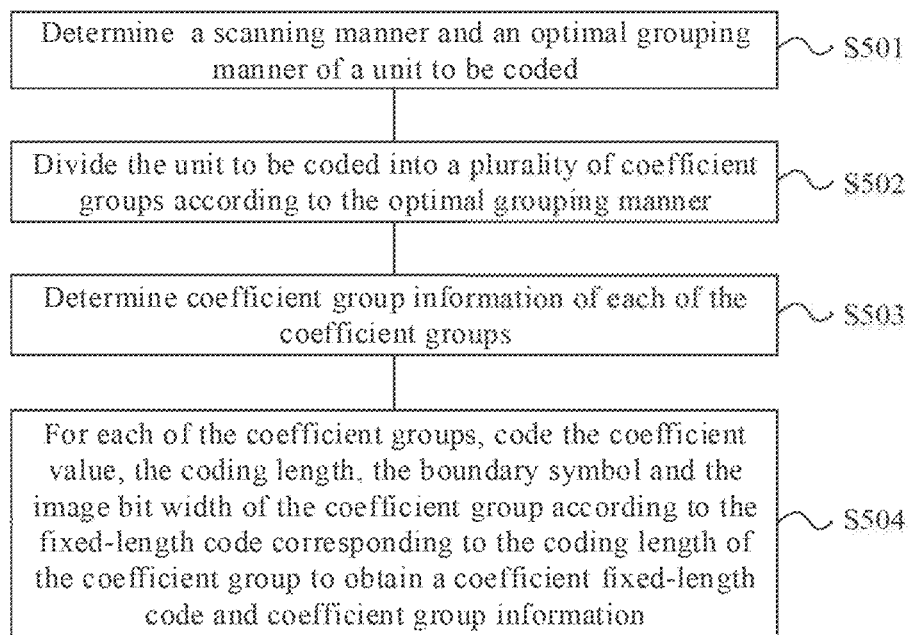 Determine a scanning manner and an optimal grouping
manner of a unit to be coded
S501
Divide the unit to be coded into a plurality of coefficient
groups according to the optimal grouping manner
S502
Determine coefficient group information of each of the
coefficient groups
S503
For each of the coefficient groups, code the coefficient
value, the coding length, the boundary symbol and the
image bit width of the coefficient group according to the
fixed-length code corresponding to the coding length of
the coefficient group to obtain a coefficient fixed-length
code and coefficient group information
S504